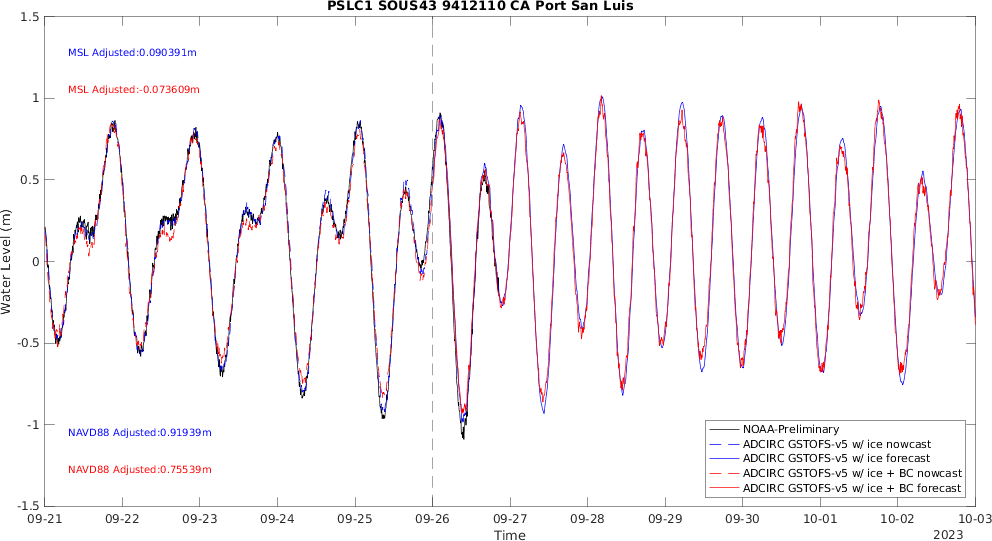 PSLC1 SOUS43 9412110 CA Port San Luis
1.5
1
0.5
0
-0.5
-1
-1.5
Water Level (m)
MSL Adjusted:0.090391m
MSL Adjusted:-0.073609m
NAVD88 Adjusted:0.91939m
NAVD88 Adjusted:0.75539m
NOAA-Preliminary
ADCIRC GSTOFS-v5 w/ ice nowcast
ADCIRC GSTOFS-v5 w/ ice forecast
ADCIRC GSTOFS-v5 w/ ice + BC nowcast
ADCIRC GSTOFS-v5 w/ ice + BC forecast
09-21 09-22 09-23 09-24 09-25 09-26 09-27 09-28 09-29 09-30 10-01 10-02 10-03
Time
2023